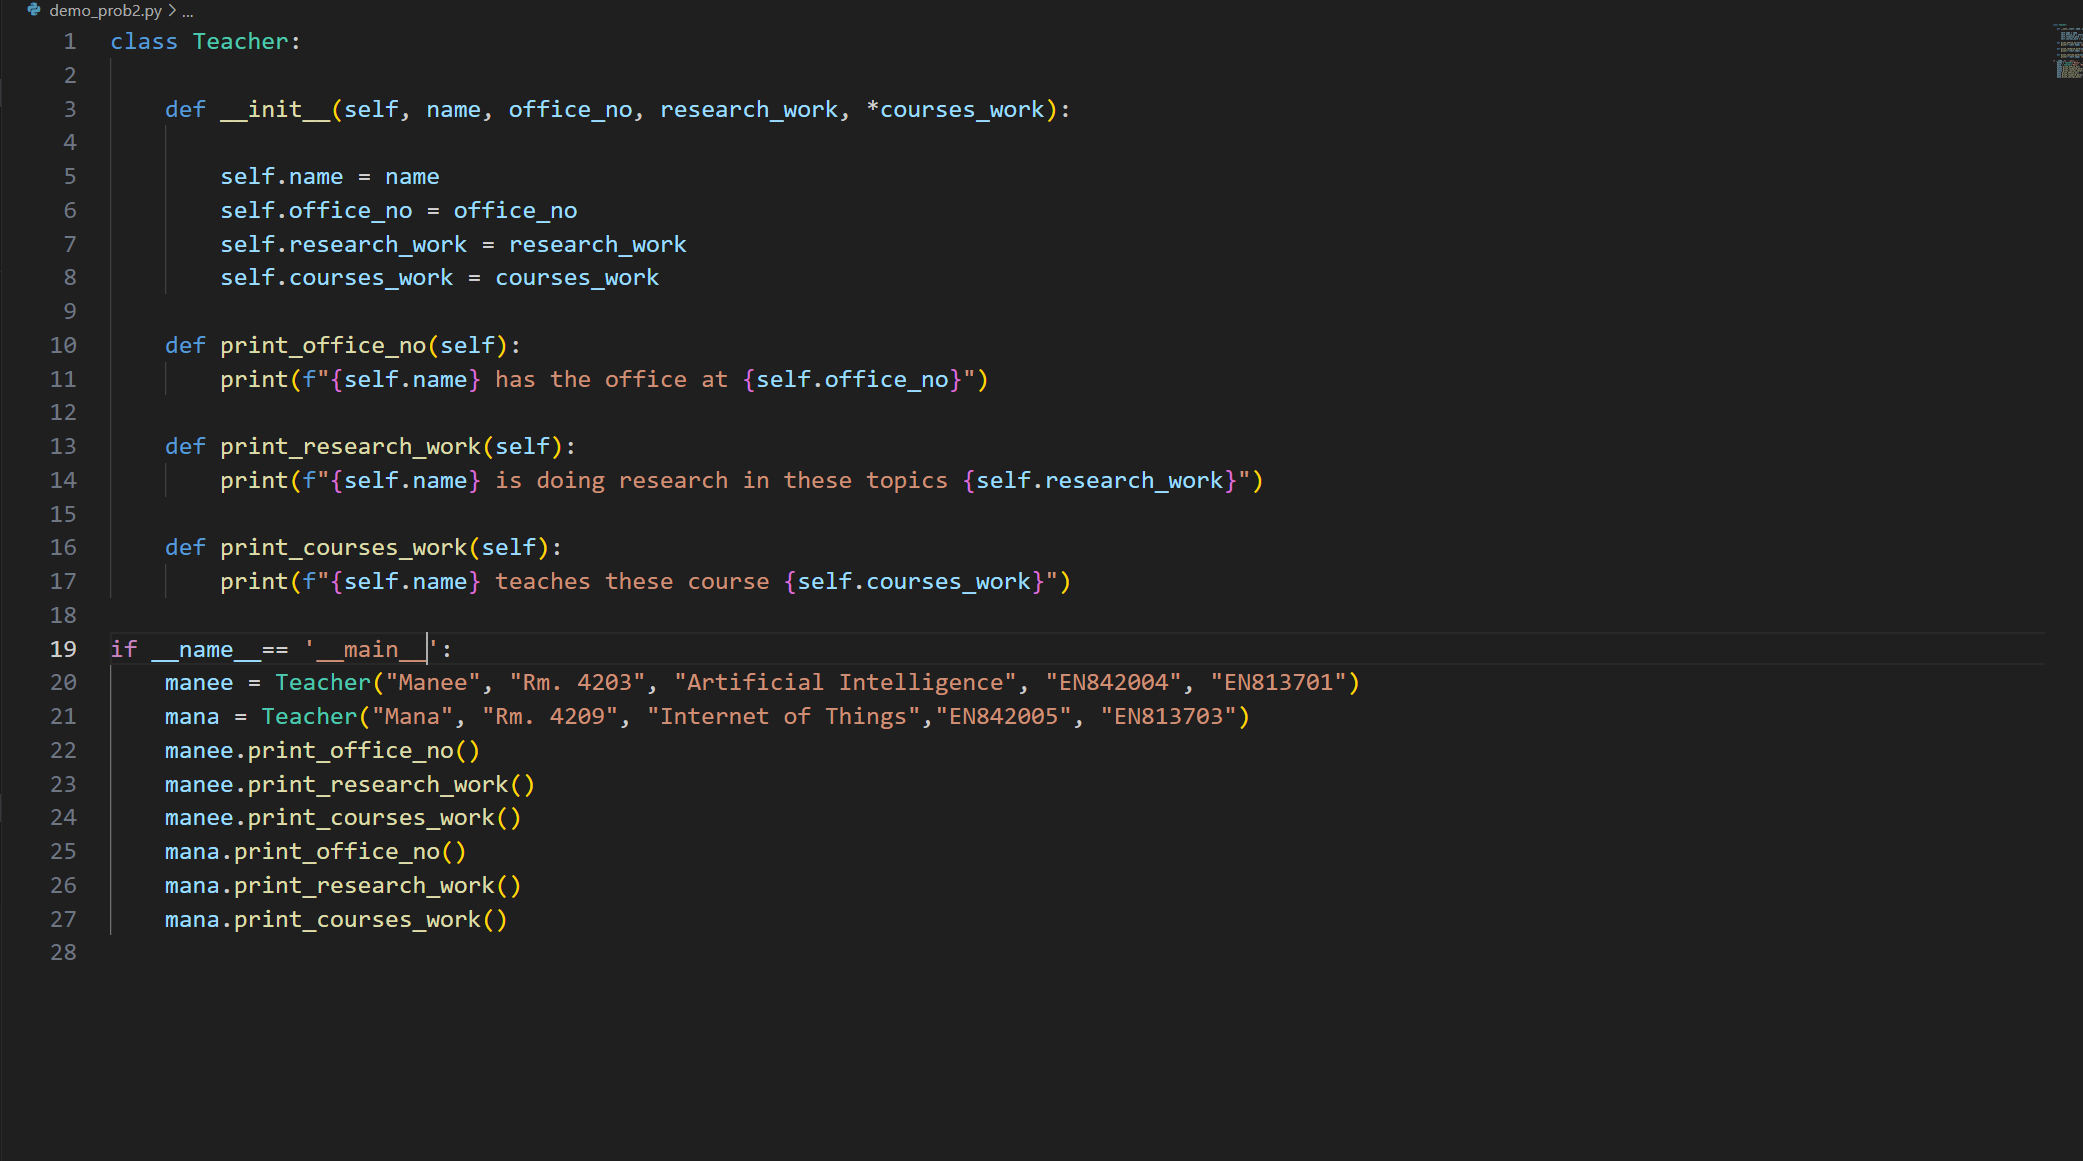 demo_prob2.py > ...
1 class Teacher:
2
3     def __init__(self, name, office_no, research_work, *courses_work):
4
5         self.name = name
6         self.office_no = office_no
7         self.research_work = research_work
8         self.courses_work = courses_work
9
10     def print_office_no(self):
11         print(f"{self.name} has the office at {self.office_no}")
12
13     def print_research_work(self):
14         print(f"{self.name} is doing research in these topics {self.research_work}")
15
16     def print_courses_work(self):
17         print(f"{self.name} teaches these course {self.courses_work}")
18
19 if __name__== '__main__':
20     manee = Teacher("Manee", "Rm. 4203", "Artificial Intelligence", "EN842004", "EN813701")
21     mana = Teacher("Mana", "Rm. 4209", "Internet of Things","EN842005", "EN813703")
22     manee.print_office_no()
23     manee.print_research_work()
24     manee.print_courses_work()
25     mana.print_office_no()
26     mana.print_research_work()
27     mana.print_courses_work()
28